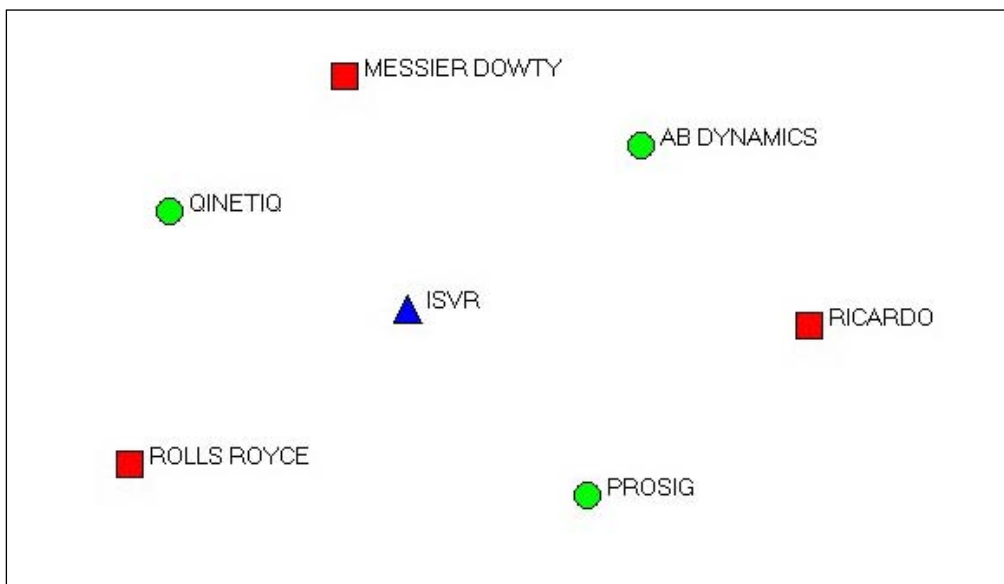 MESSIER DOWTY
AB DYNAMICS
QINETIQ
ISVR
RICARDO
ROLLS ROYCE
PROSIG